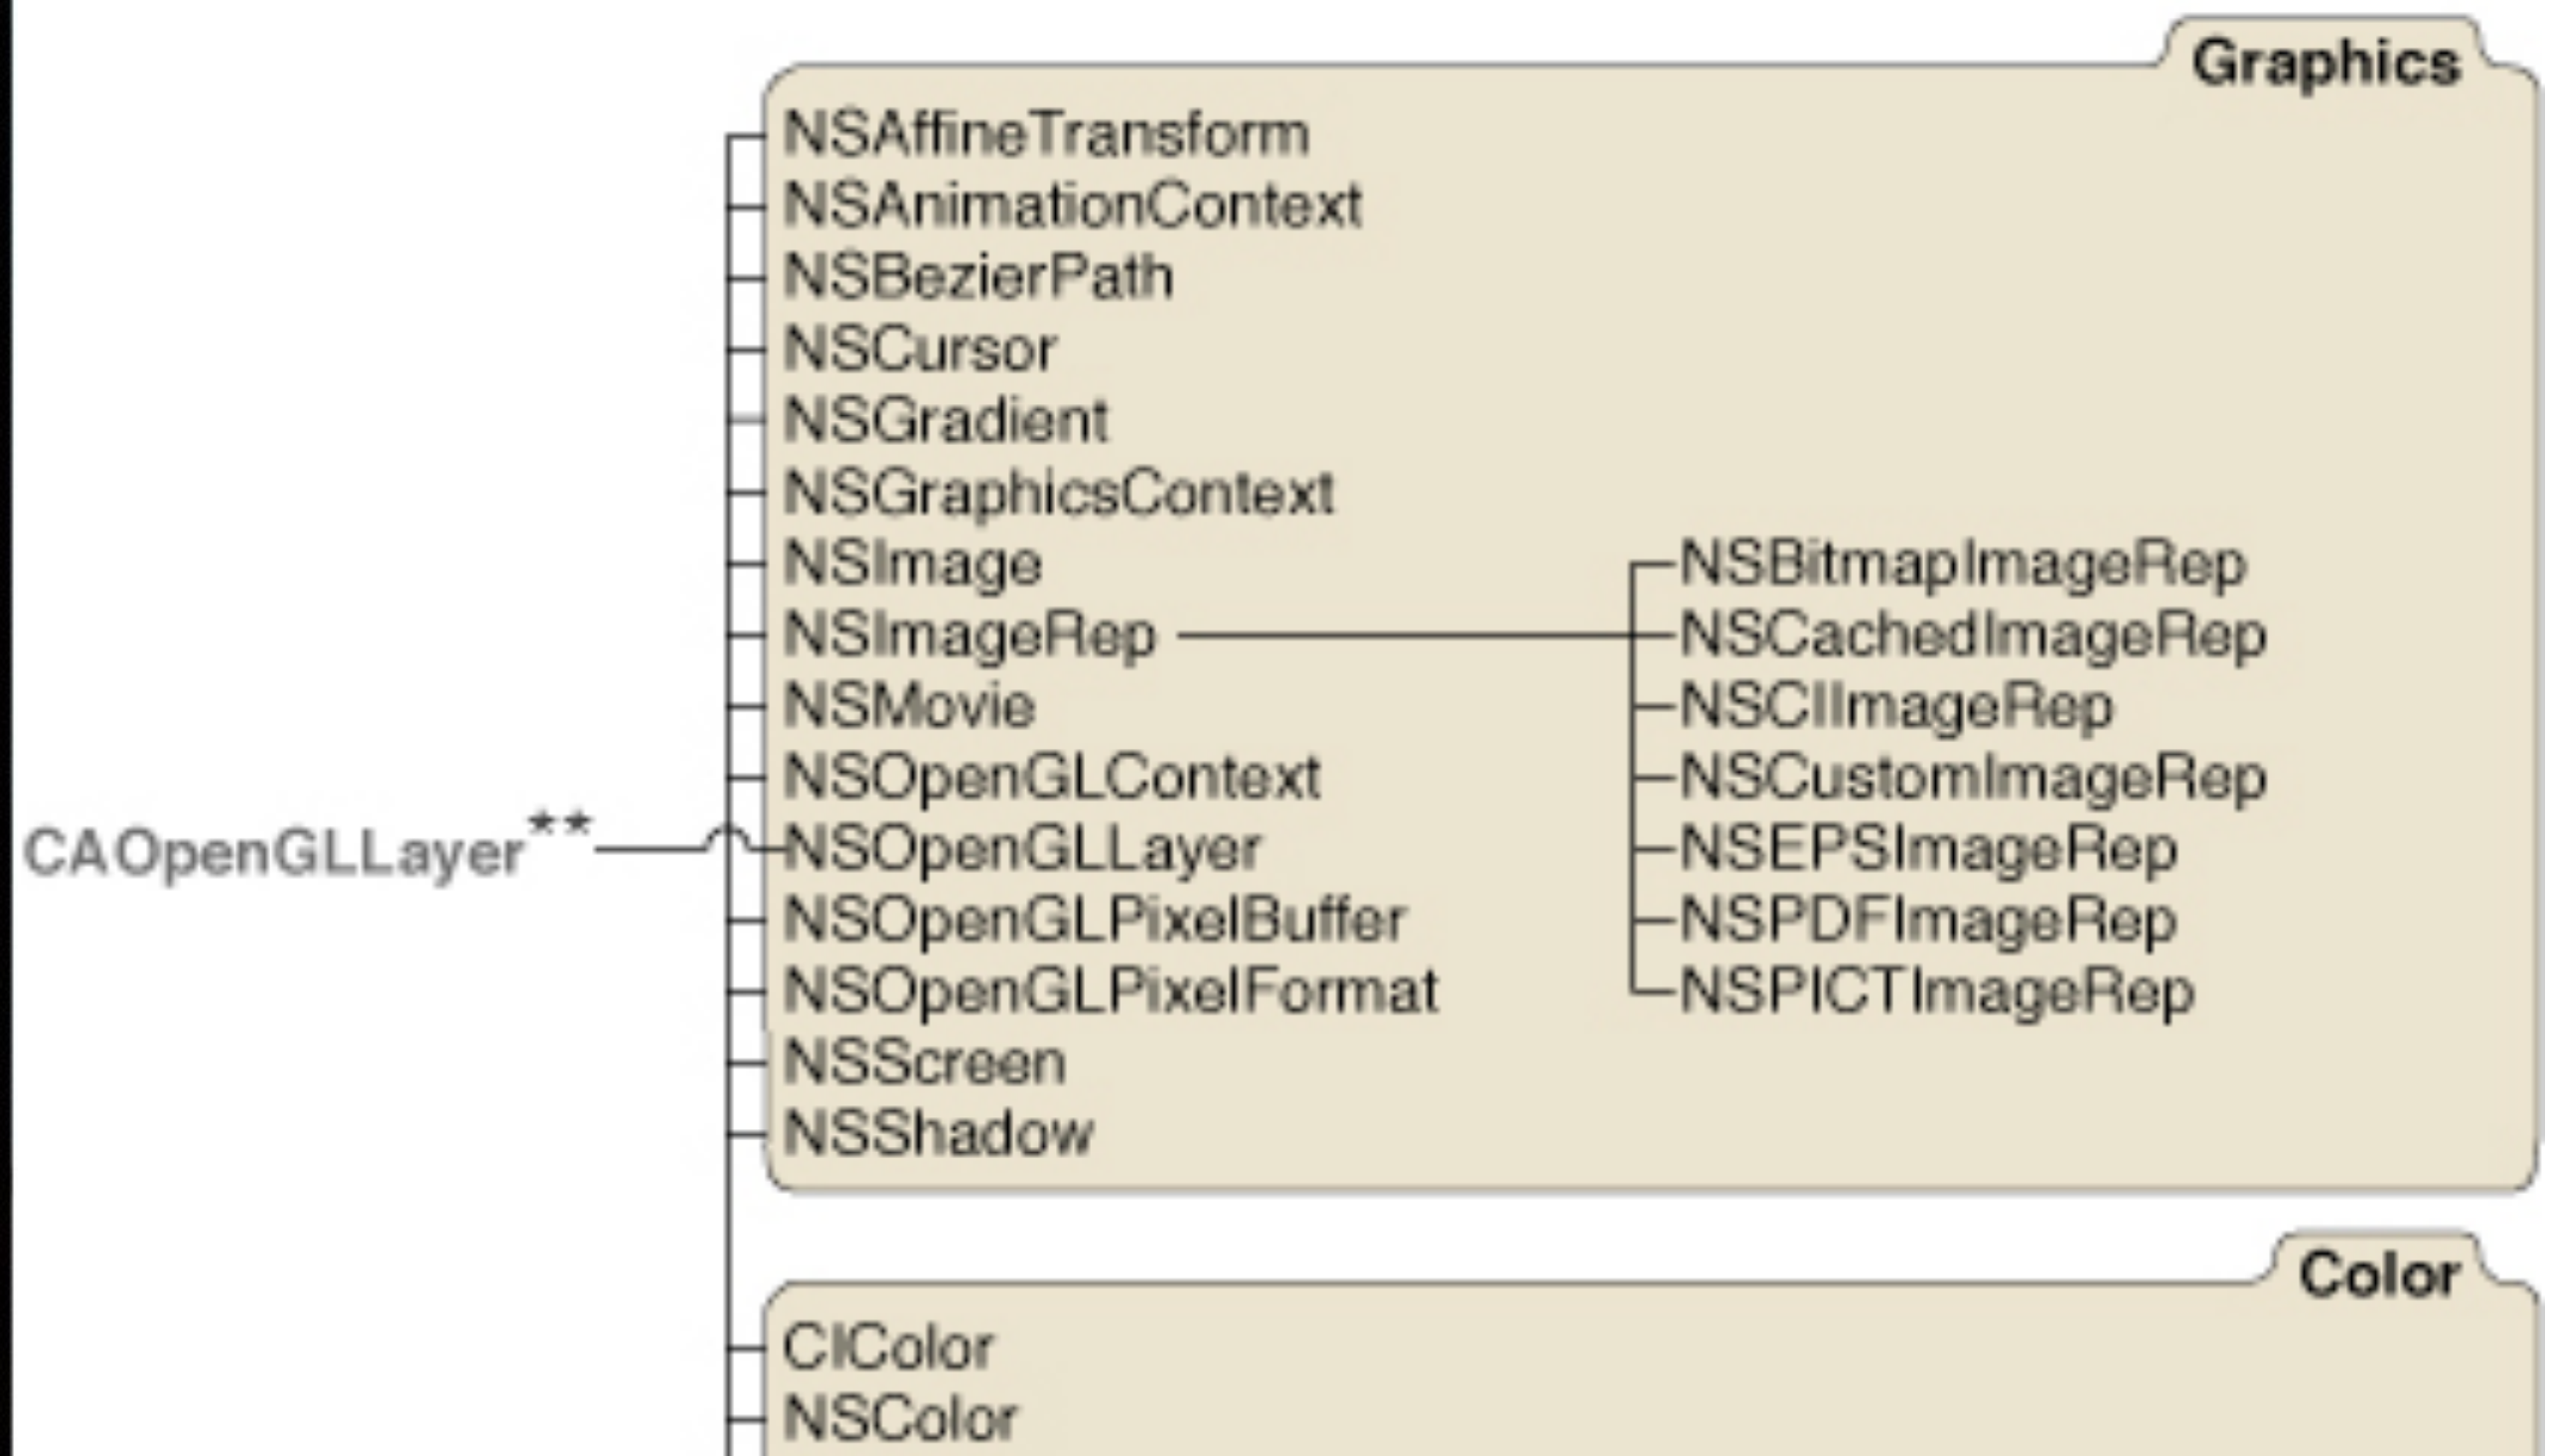 Graphics
NSAffineTransform
NSAnimationContext
NSBezierPath
NSCursor
NSGradient
NSGraphicsContext
NSImage
NSBitmapImageRep
NSImageRep
NSCachedImageRep
NSMovie
NSCIImageRep
NSOpenGLContext
NSCustomImageRep
CAOpenGLLayer**
NSOpenGLLayer
NSEPSImageRep
NSOpenGLPixelBuffer
NSPDFImageRep
NSOpenGLPixelFormat
NSPICTImageRep
NSScreen
NSShadow
Color
CIColor
NSColor